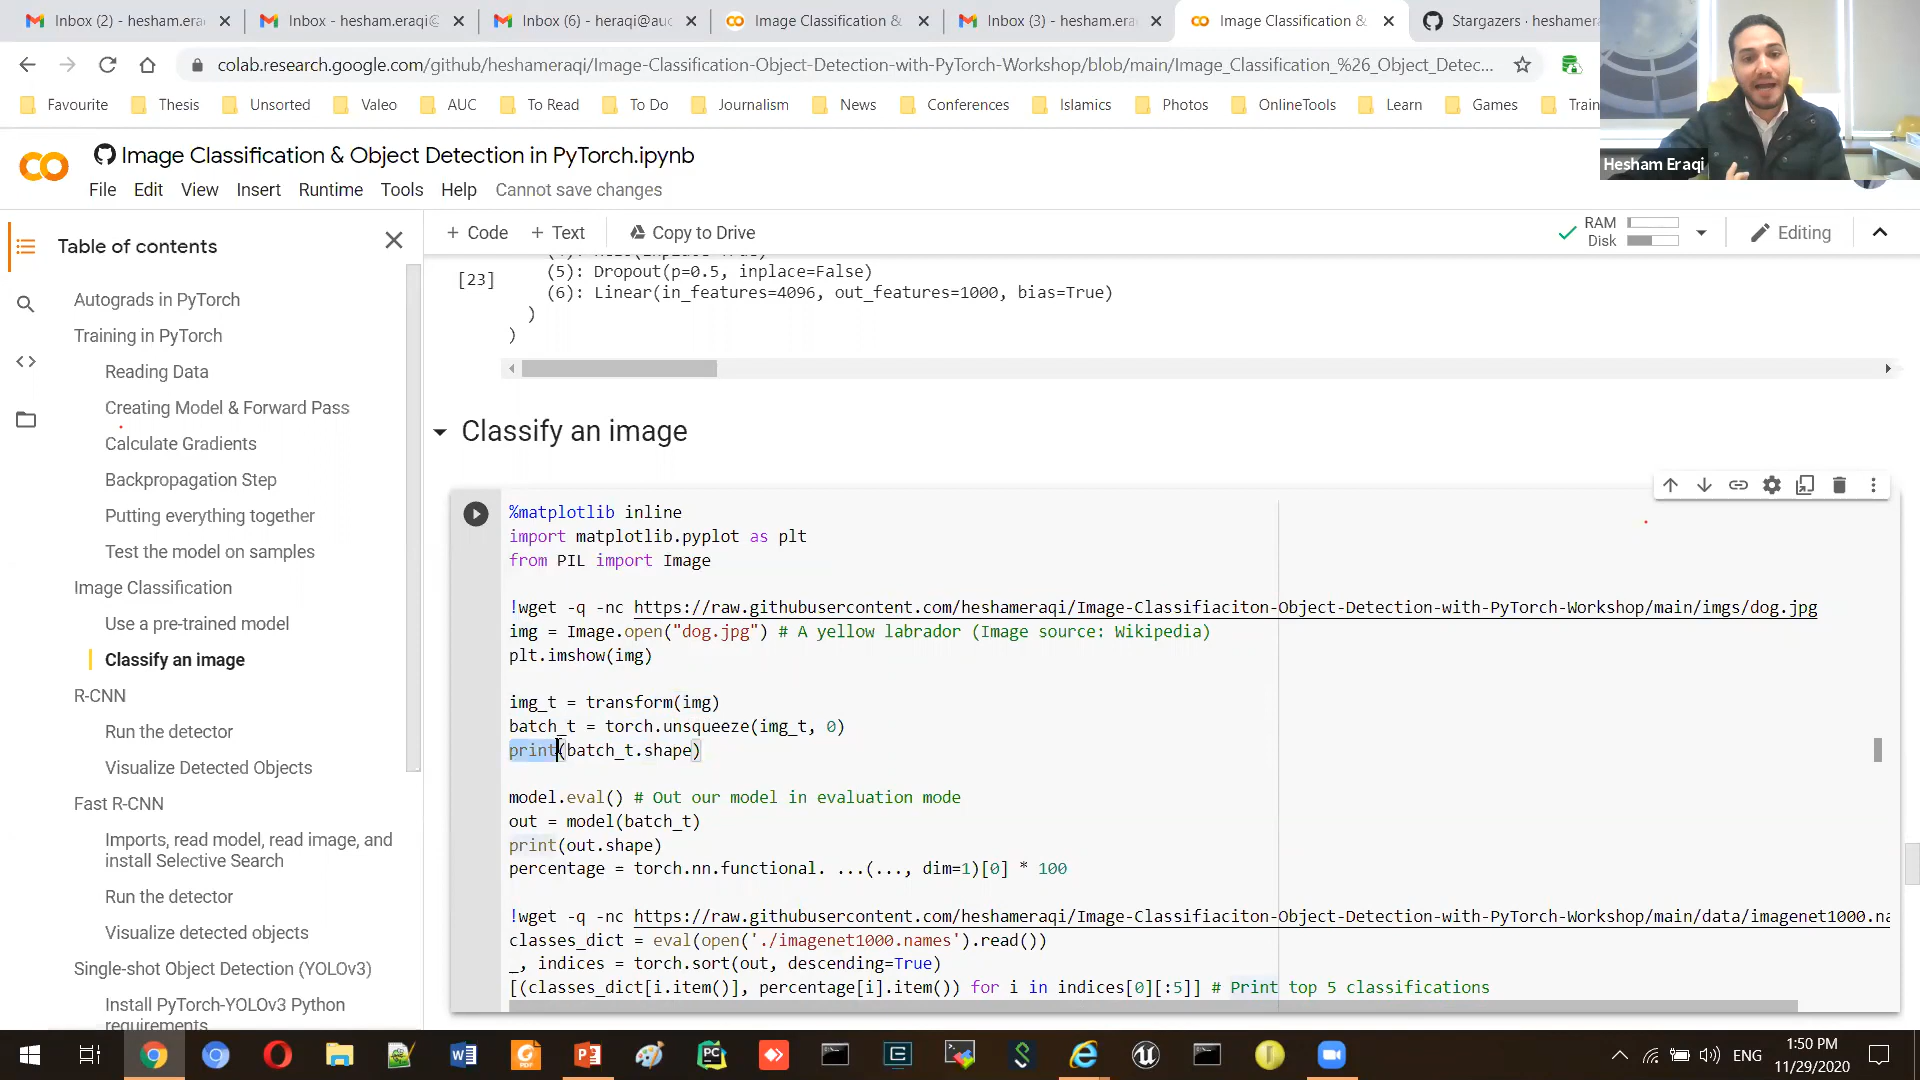 Inbox (2) - hesham.era
Inbox - hesham.eraqi@
Inbox (6) - heraqi@auc
Image Classification &
Inbox (3) - hesham.era
Image Classification &
Stargazers · heshamera
colab.research.google.com/github/heshameraqi/Image-Classification-Object-Detection-with-PyTorch-Workshop/blob/main/Image_Classification_%26_Object_Detec...
Favourite
Thesis
Unsorted
Valeo
AUC
To Read
To Do
Journalism
News
Conferences
Islamics
Photos
OnlineTools
Learn
Games
Train
Hesham Eraqi
Image Classification & Object Detection in PyTorch.ipynb
File Edit View Insert Runtime Tools Help Cannot save changes
Table of contents
Autograds in PyTorch
Training in PyTorch
Reading Data
Creating Model & Forward Pass
Calculate Gradients
Backpropagation Step
Putting everything together
Test the model on samples
Image Classification
Use a pre-trained model
Classify an image
R-CNN
Run the detector
Visualize Detected Objects
Fast R-CNN
Imports, read model, read image, and
install Selective Search
Run the detector
Visualize detected objects
Single-shot Object Detection (YOLOv3)
Install PyTorch-YOLOv3 Python
requirements
+ Code + Text Copy to Drive
RAM
Disk
Editing
[23]
(5): Dropout(p=0.5, inplace=False)
(6): Linear(in_features=4096, out_features=1000, bias=True)
)
)
Classify an image
%matplotlib inline
import matplotlib.pyplot as plt
from PIL import Image
!wget -q -nc https://raw.githubusercontent.com/heshameraqi/Image-Classifiaciton-Object-Detection-with-PyTorch-Workshop/main/imgs/dog.jpg
img = Image.open("dog.jpg") # A yellow labrador (Image source: Wikipedia)
plt.imshow(img)
img_t = transform(img)
batch_t = torch.unsqueeze(img_t, 0)
print(batch_t.shape)
model.eval() # Out our model in evaluation mode
out = model(batch_t)
print(out.shape)
percentage = torch.nn.functional. ...(..., dim=1)[0] * 100
!wget -q -nc https://raw.githubusercontent.com/heshameraqi/Image-Classifiaciton-Object-Detection-with-PyTorch-Workshop/main/data/imagenet1000.na
classes_dict = eval(open('./imagenet1000.names').read())
_, indices = torch.sort(out, descending=True)
[(classes_dict[i.item()], percentage[i].item()) for i in indices[0][:5]] # Print top 5 classifications
ENG
1:50 PM
11/29/2020